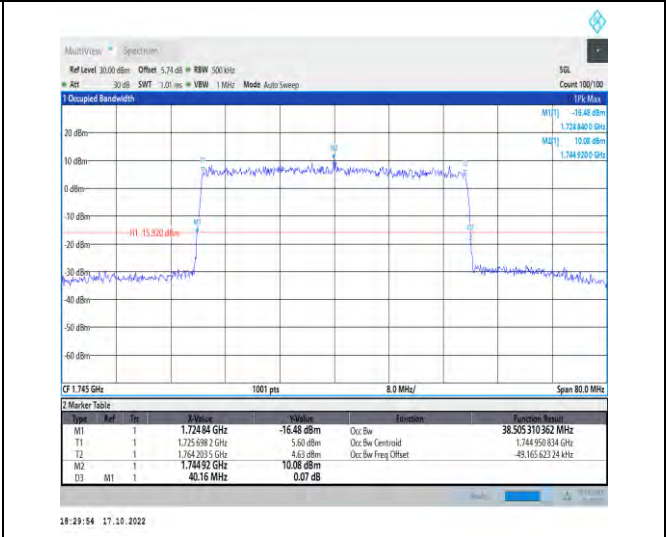 MultiView Spectrum
Ref Level 30.00 dBm Offset 5.74 dB RBW 500 kHz SGL
Att 30 dB SWT 1.01 ms VBW 1 MHz Mode Auto Sweep Count 100/100
1 Occupied Bandwidth 1Pk Max
M1[1] -16.48 dBm
1.724 840 0 GHz
20 dBm
M2[1] 10.08 dBm
1.744 920 0 GHz
M2
10 dBm
0 dBm
-10 dBm
M1
H1 -15.920 dBm
-20 dBm
-30 dBm
-40 dBm
-50 dBm
-60 dBm
CF 1.745 GHz 1001 pts 8.0 MHz/ Span 80.0 MHz
2 Marker Table
Type Ref Trc X-Value Y-Value Function Function Result
M1 1 1.724 84 GHz -16.48 dBm Occ Bw 38.505 310 362 MHz
T1 1 1.725 698 2 GHz 5.60 dBm Occ Bw Centroid 1.744 950 834 GHz
T2 1 1.764 203 5 GHz 4.63 dBm Occ Bw Freq Offset -49.165 623 24 kHz
M2 1 1.744 92 GHz 10.08 dBm
D3 M1 1 40.16 MHz 0.07 dB
18:29:54 17.10.2022